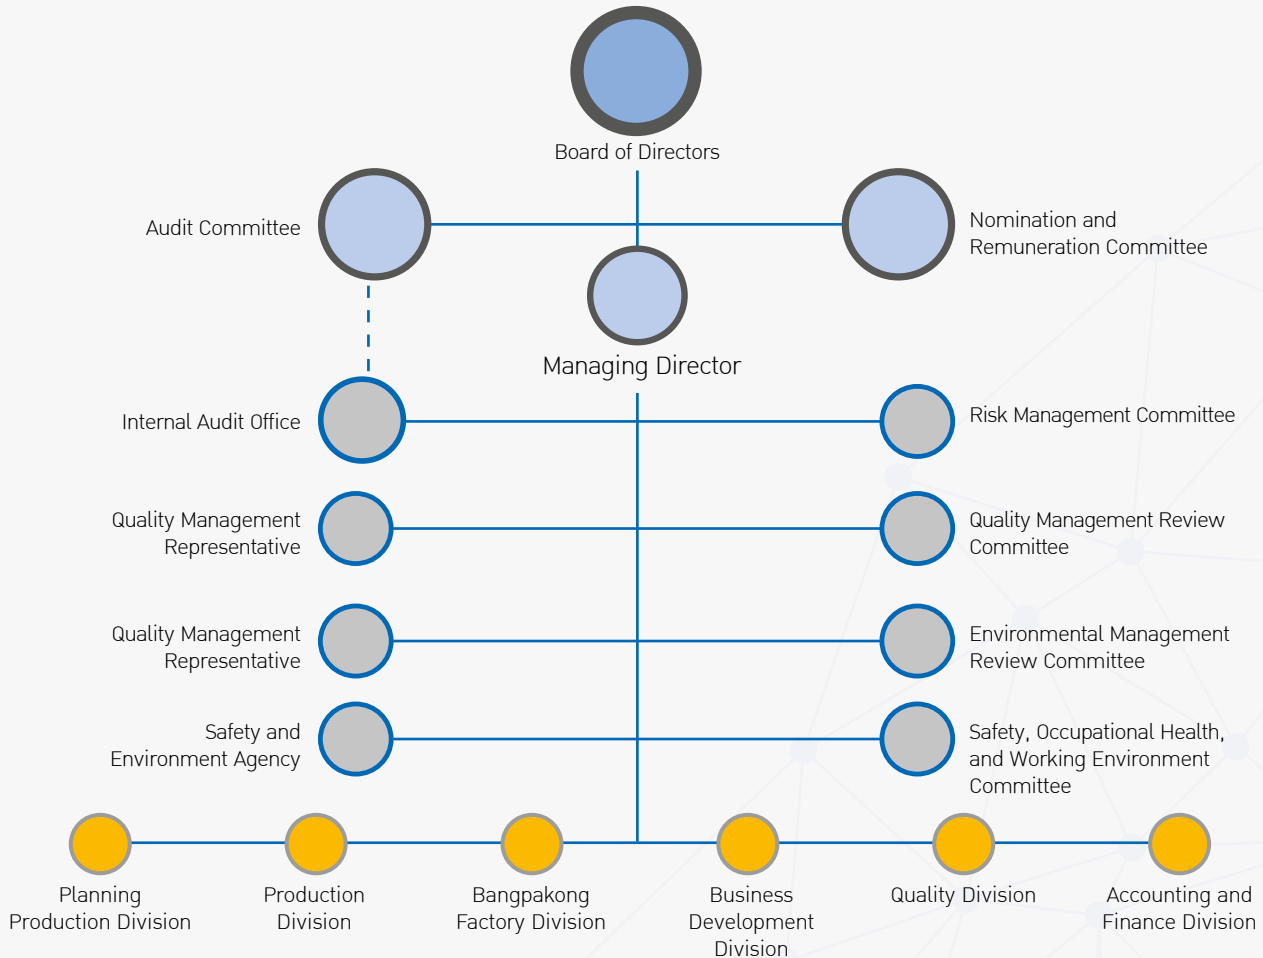 Board of Directors
Audit Committee
Nomination and
Remuneration Committee
Managing Director
Internal Audit Office
Risk Management Committee
Quality Management
Representative
Quality Management Review
Committee
Quality Management
Representative
Environmental Management
Review Committee
Safety and
Environment Agency
Safety, Occupational Health,
and Working Environment
Committee
Planning
Production Division
Production
Division
Bangpakong
Factory Division
Business
Development
Division
Quality Division
Accounting and
Finance Division